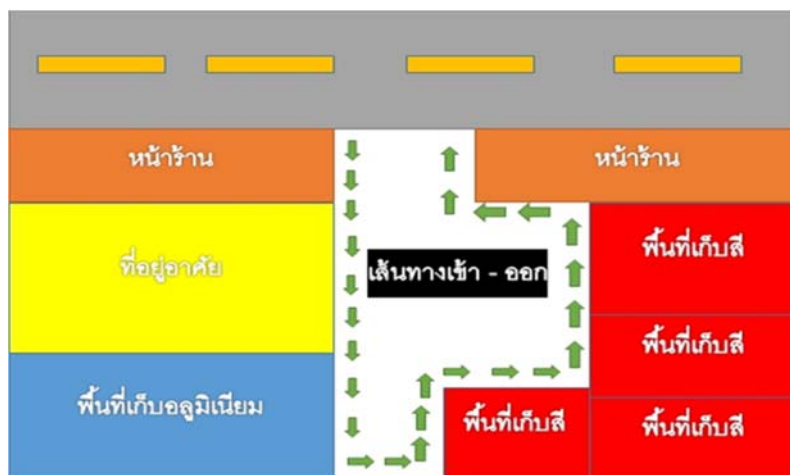 หน้าร้าน
หน้าร้าน
ที่อยู่อาศัย
เส้นทางเข้า - ออก
พื้นที่เก็บสี
พื้นที่เก็บสี
พื้นที่เก็บอลูมิเนียม
พื้นที่เก็บสี
พื้นที่เก็บสี